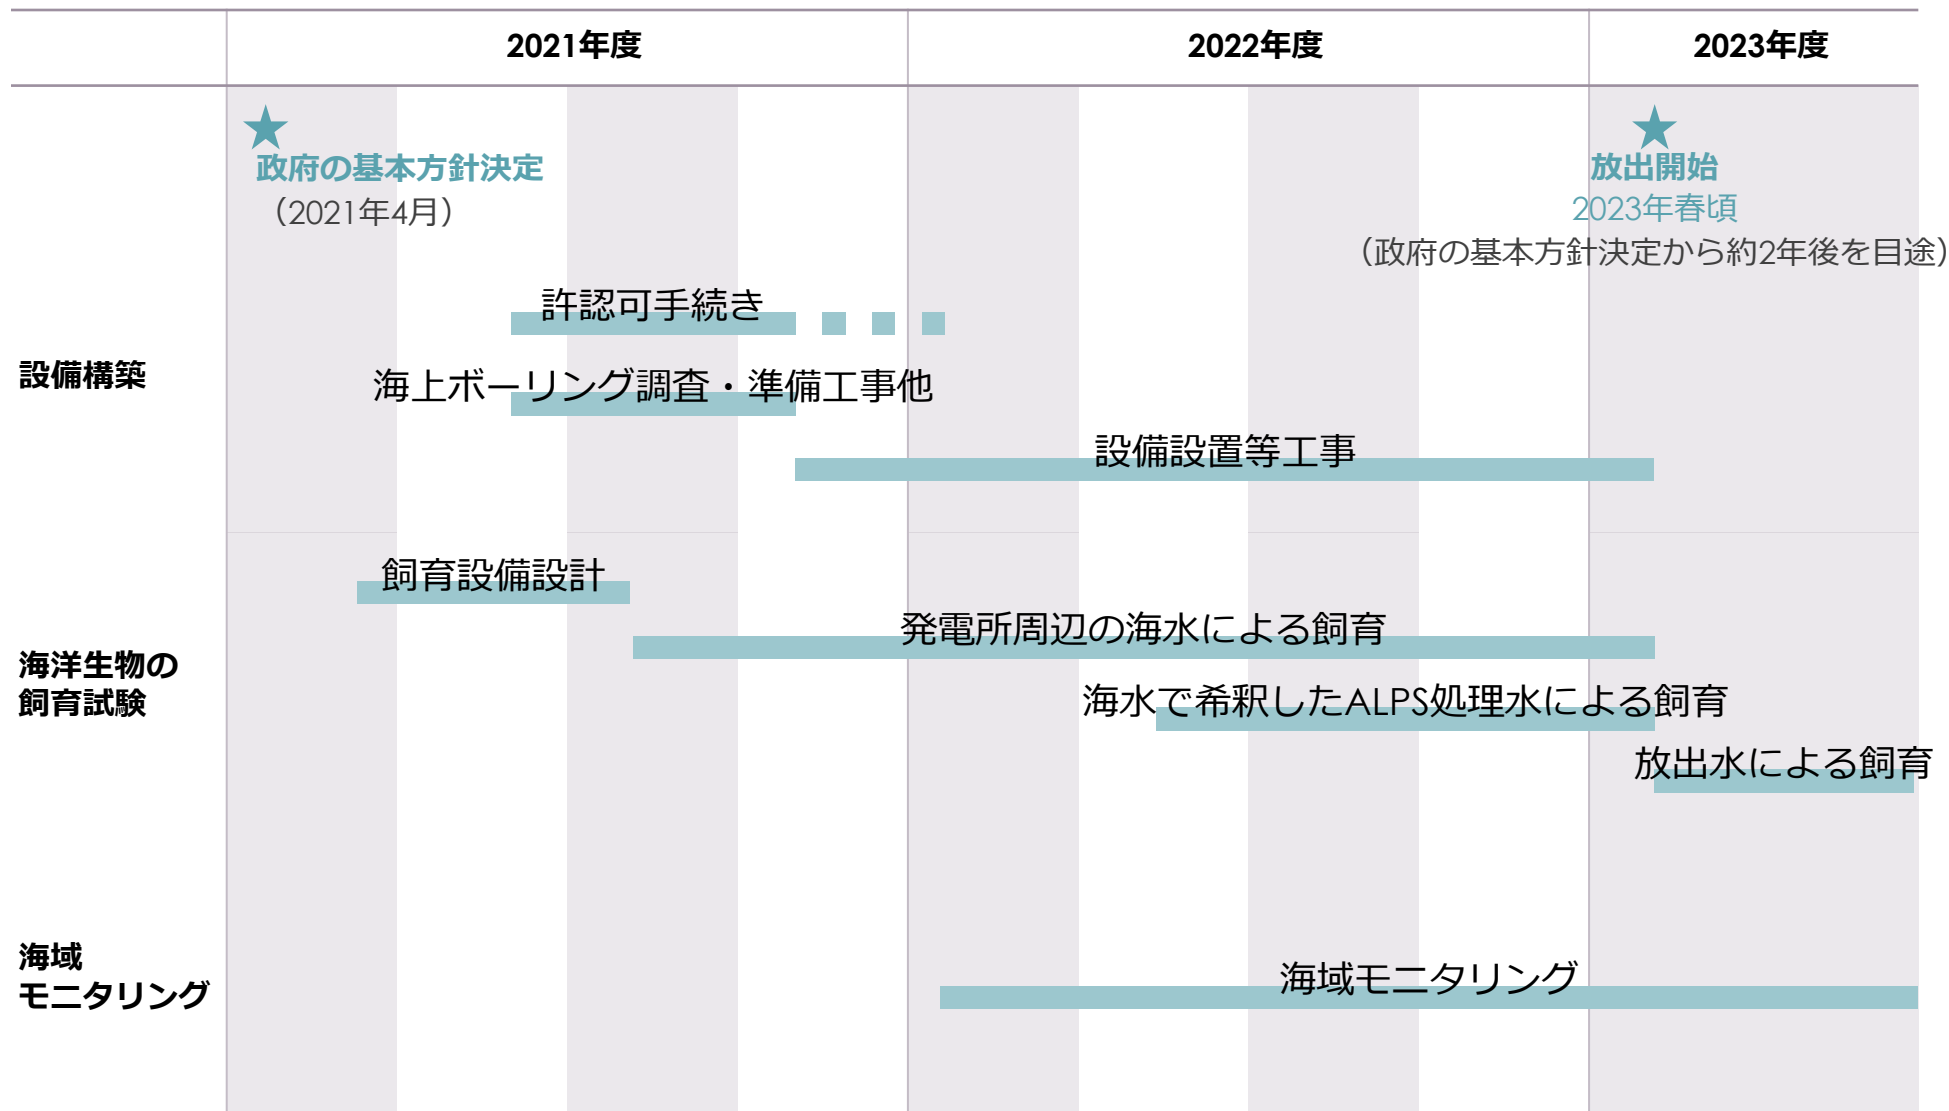 2021年度
2022年度
2023年度
政府の基本方針決定
（2021年4月）
放出開始
2023年春頃
（政府の基本方針決定から約2年後を目途）
設備構築
許認可手続き
海上ボーリング調査・準備工事他
設備設置等工事
海洋生物の
飼育試験
飼育設備設計
発電所周辺の海水による飼育
海水で希釈したALPS処理水による飼育
放出水による飼育
海域
モニタリング
海域モニタリング